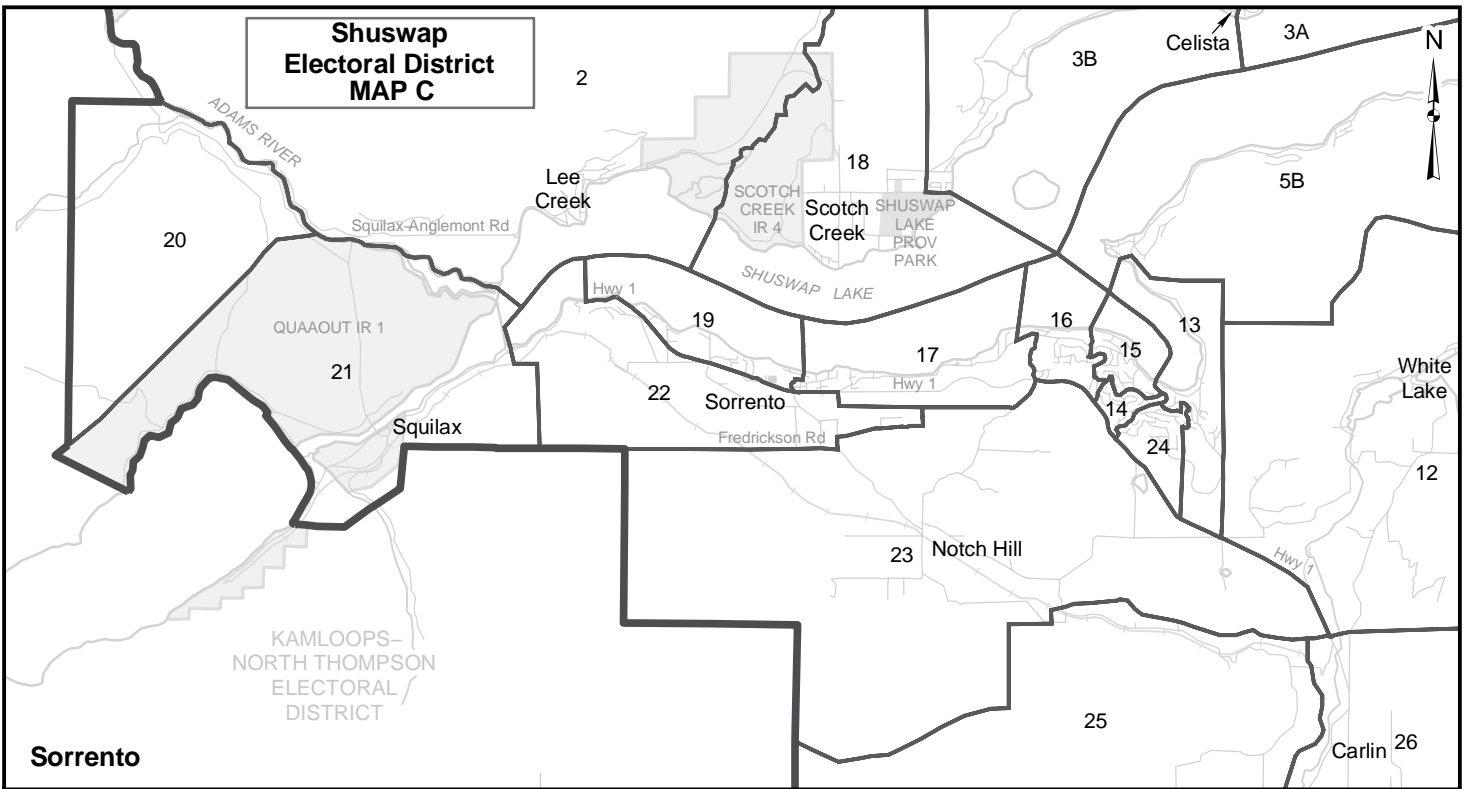 Shuswap
Electoral District
MAP C
Celista
3A
N
3B
2
ADAMS RIVER
18
5B
Lee
Creek
SCOTCH
CREEK
IR 4
Scotch
Creek
SHUSWAP
LAKE
PROV
PARK
Squilax-Anglemont Rd
20
SHUSWAP LAKE
Hwy 1
QUAAOUT IR 1
19
16
13
15
17
White
Lake
21
22
Hwy 1
Sorrento
14
Squilax
Fredrickson Rd
24
12
23
Notch Hill
Hwy 1
KAMLOOPS–
NORTH THOMPSON
ELECTORAL
DISTRICT
25
Sorrento
Carlin
26